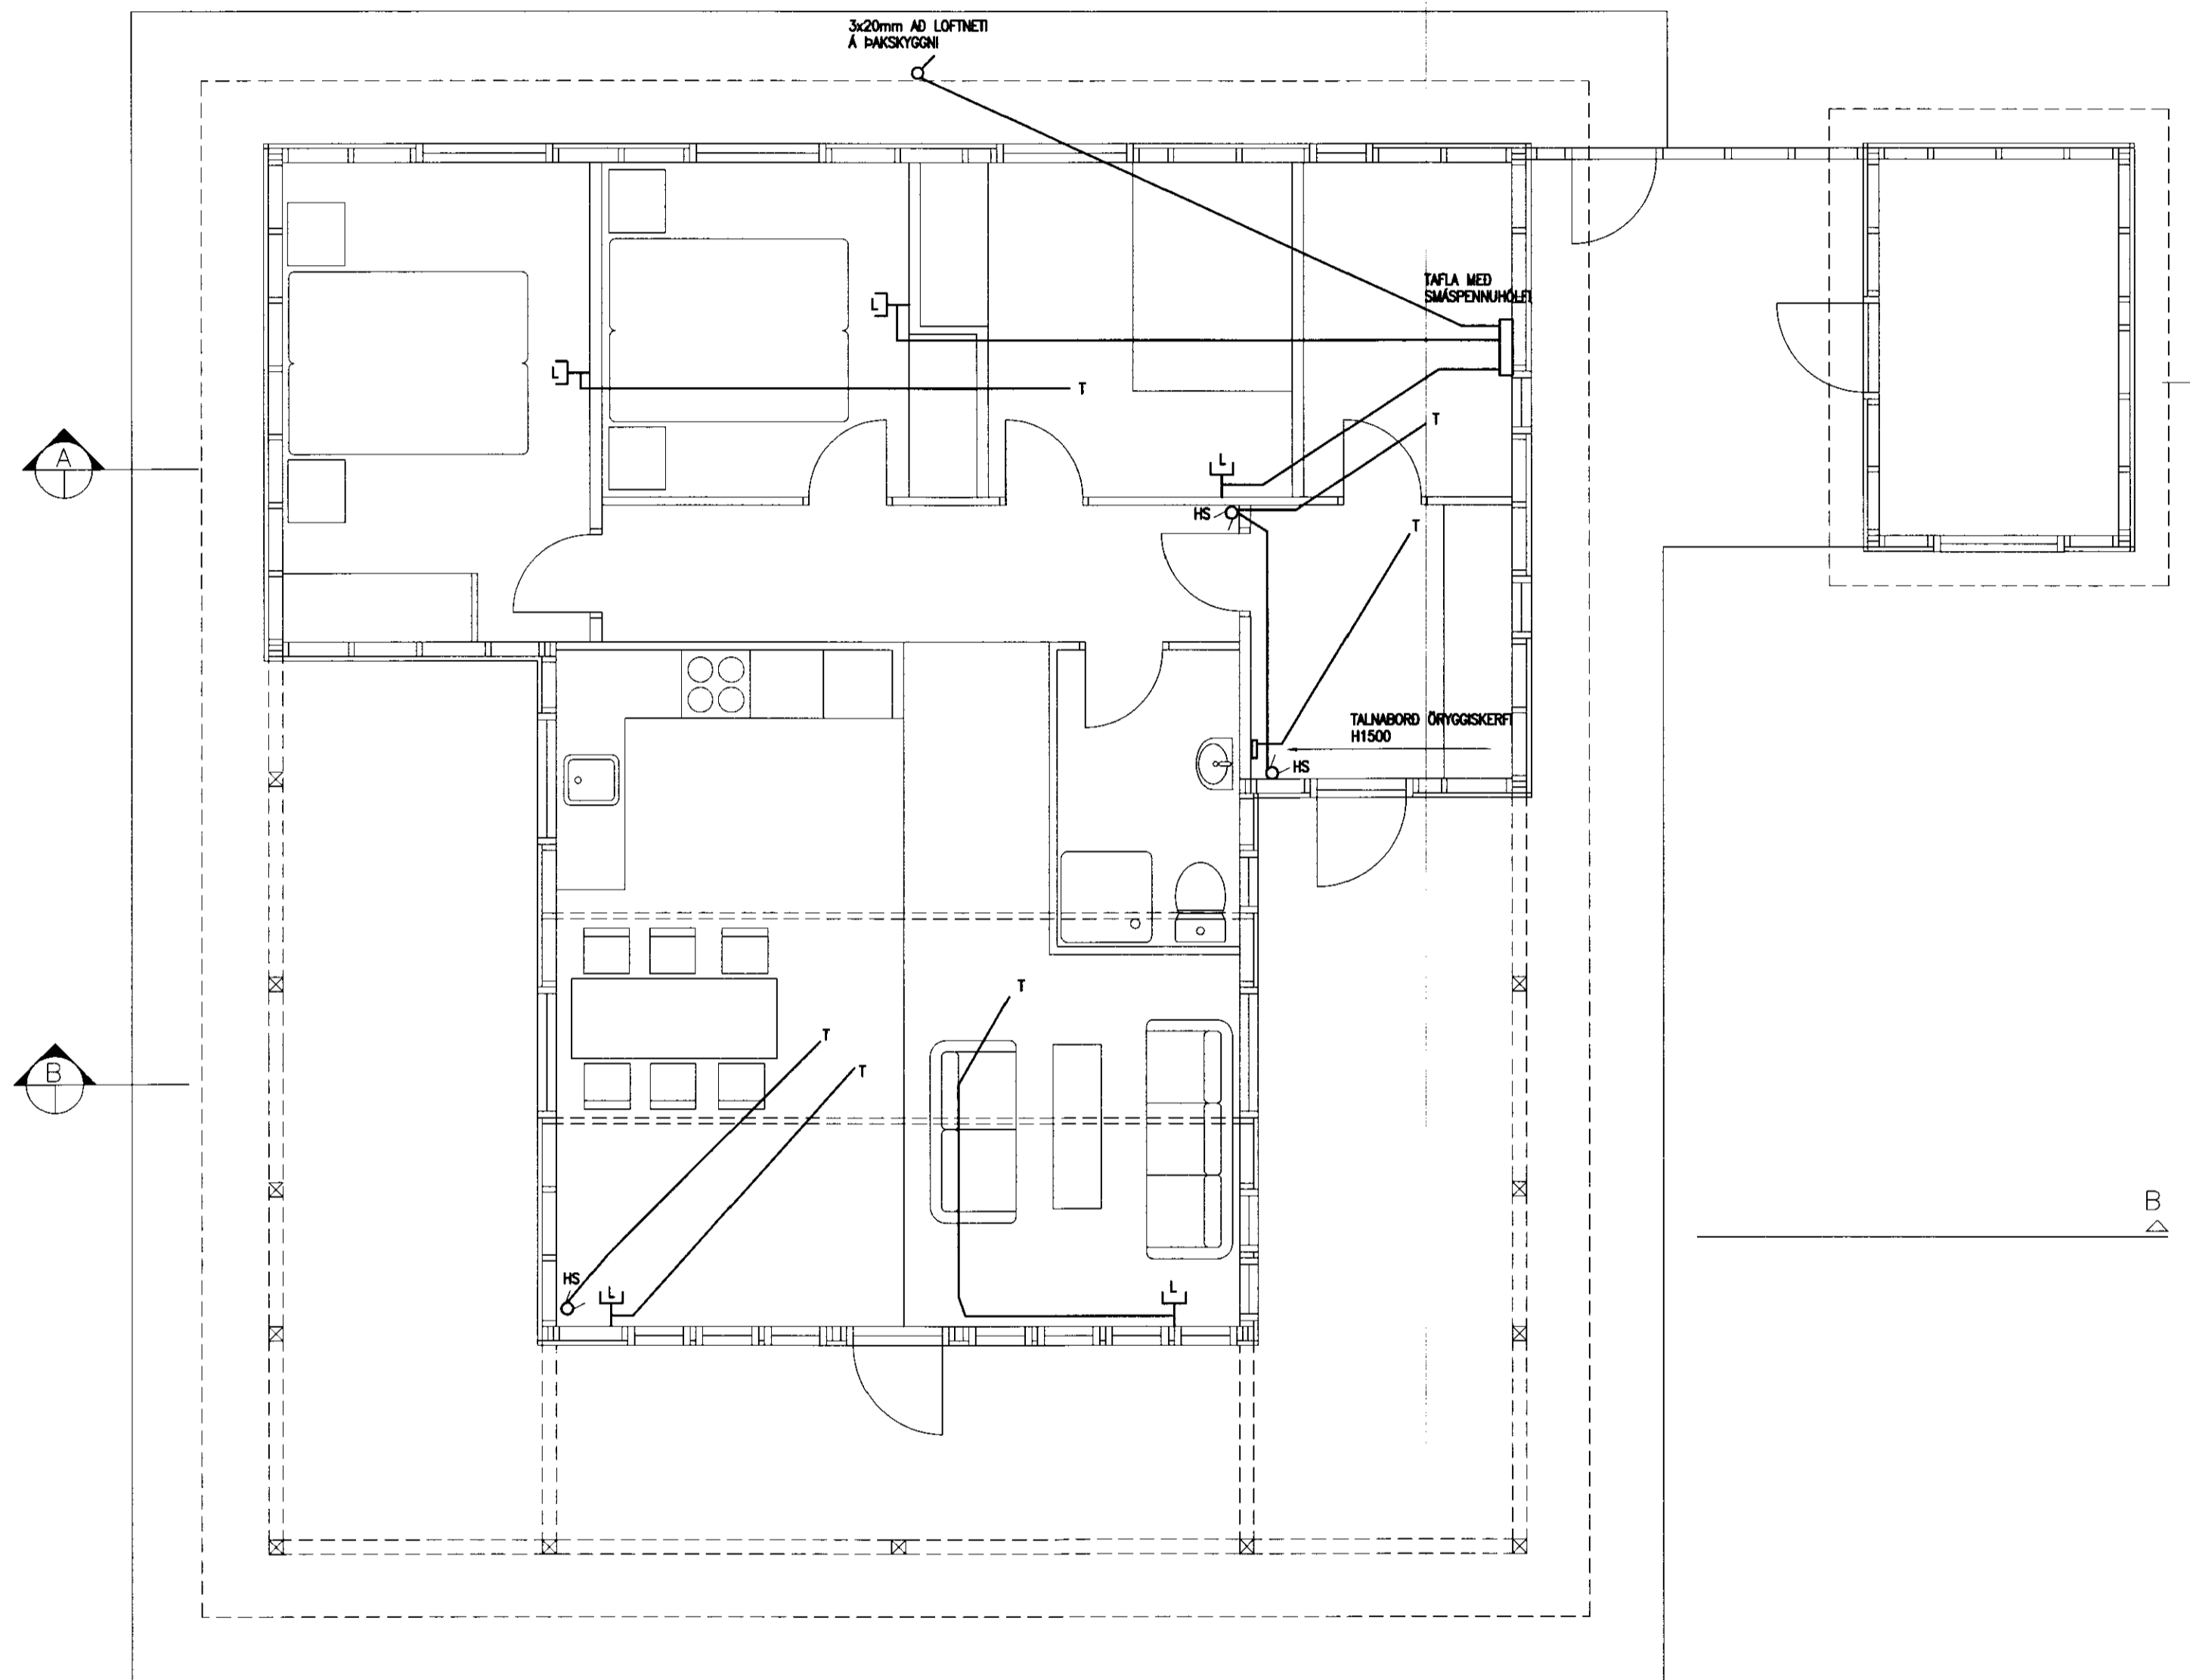 3x20mm AÐ LOFTNETI
Á ÞAKSKYGGNI
TAFLA MEÐ
SMÁSPENNUHÓLFI
L
L
T
T
A
L
HS
T
TALNABORÐ ÖRYGGISKERFI
H1500
HS
T
T
T
B
B
HS
L
L